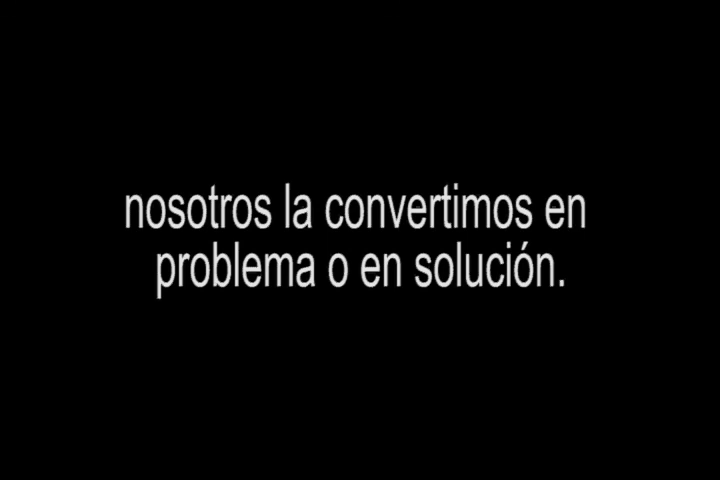 nosotros la convertimos en
problema o en solución.